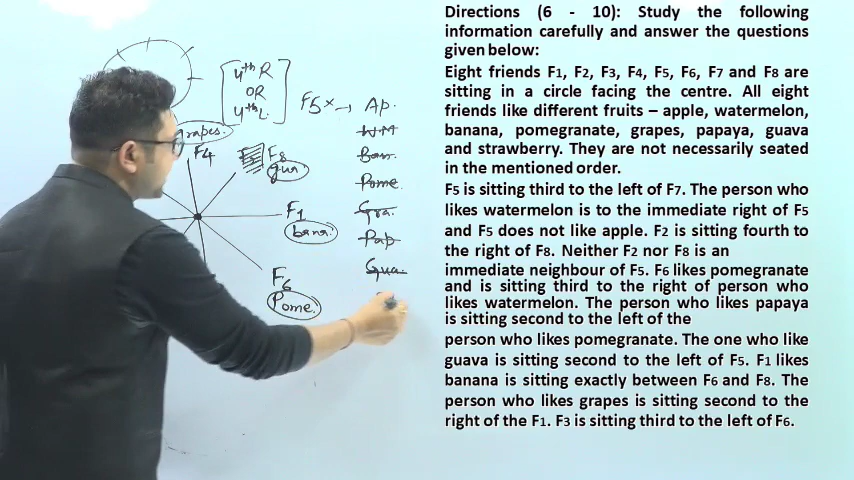 4th R
OR
4th L
F5 x → Ap.
WM
Ban.
Pome.
Gra.
Pap
Gua.
grapes.
F4
F8
gua
F1
bana.
F6
Pome.
Directions (6 - 10): Study the following
information carefully and answer the questions
given below:
Eight friends F1, F2, F3, F4, F5, F6, F7 and F8 are
sitting in a circle facing the centre. All eight
friends like different fruits – apple, watermelon,
banana, pomegranate, grapes, papaya, guava
and strawberry. They are not necessarily seated
in the mentioned order.
F5 is sitting third to the left of F7. The person who
likes watermelon is to the immediate right of F5
and F5 does not like apple. F2 is sitting fourth to
the right of F8. Neither F2 nor F8 is an
immediate neighbour of F5. F6 likes pomegranate
and is sitting third to the right of person who
likes watermelon. The person who likes papaya
is sitting second to the left of the
person who likes pomegranate. The one who like
guava is sitting second to the left of F5. F1 likes
banana is sitting exactly between F6 and F8. The
person who likes grapes is sitting second to the
right of the F1. F3 is sitting third to the left of F6.